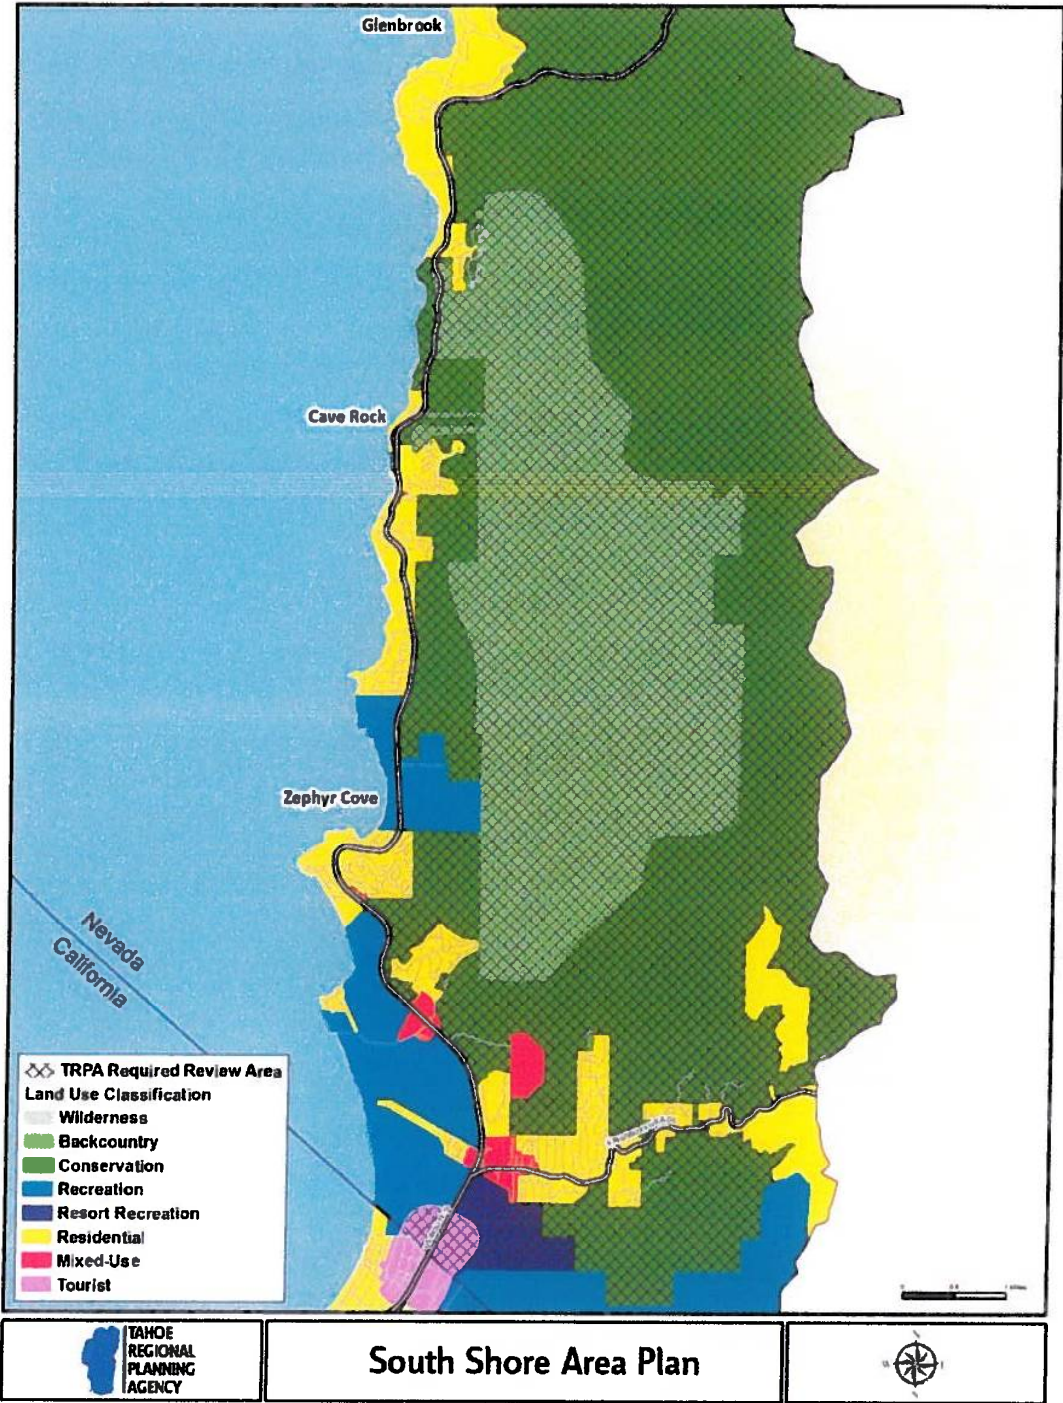 Glenbrook
Cave Rock
Zephyr Cove
Nevada
California
TRPA Required Review Area
Land Use Classification
Wilderness
Backcountry
Conservation
Recreation
Resort Recreation
Residential
Mixed-Use
Tourist
TAHOE
REGIONAL
PLANNING
AGENCY
South Shore Area Plan